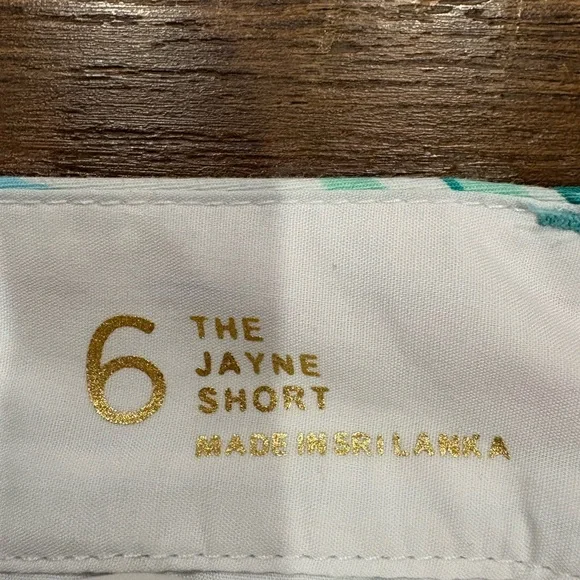 6
THE
JAYNE
SHORT
MADE IN SRI LANKA